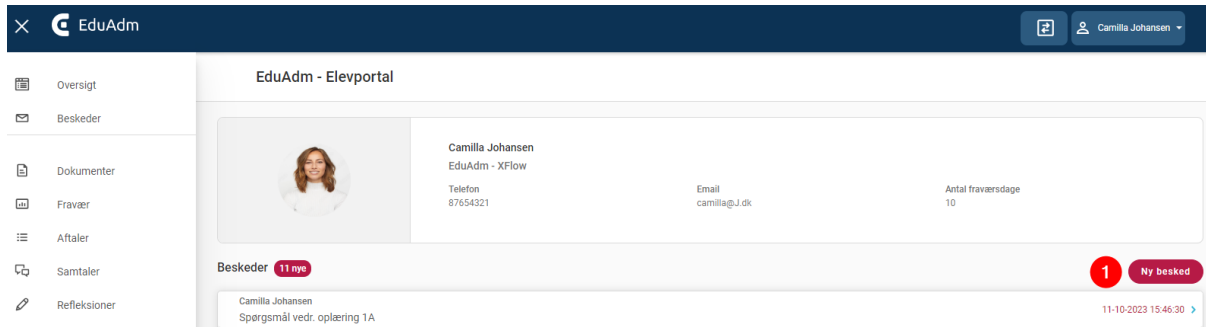 EduAdm
Camilla Johansen
Oversigt
Beskeder
Dokumenter
Fravær
Aftaler
Samtaler
Refleksioner
EduAdm - Elevportal
Camilla Johansen
EduAdm - XFlow
Telefon
87654321
Email
camilla@J.dk
Antal fraværsdage
10
Beskeder 11 nye
1 Ny besked
Camilla Johansen
Spørgsmål vedr. oplæring 1A
11-10-2023 15:46:30